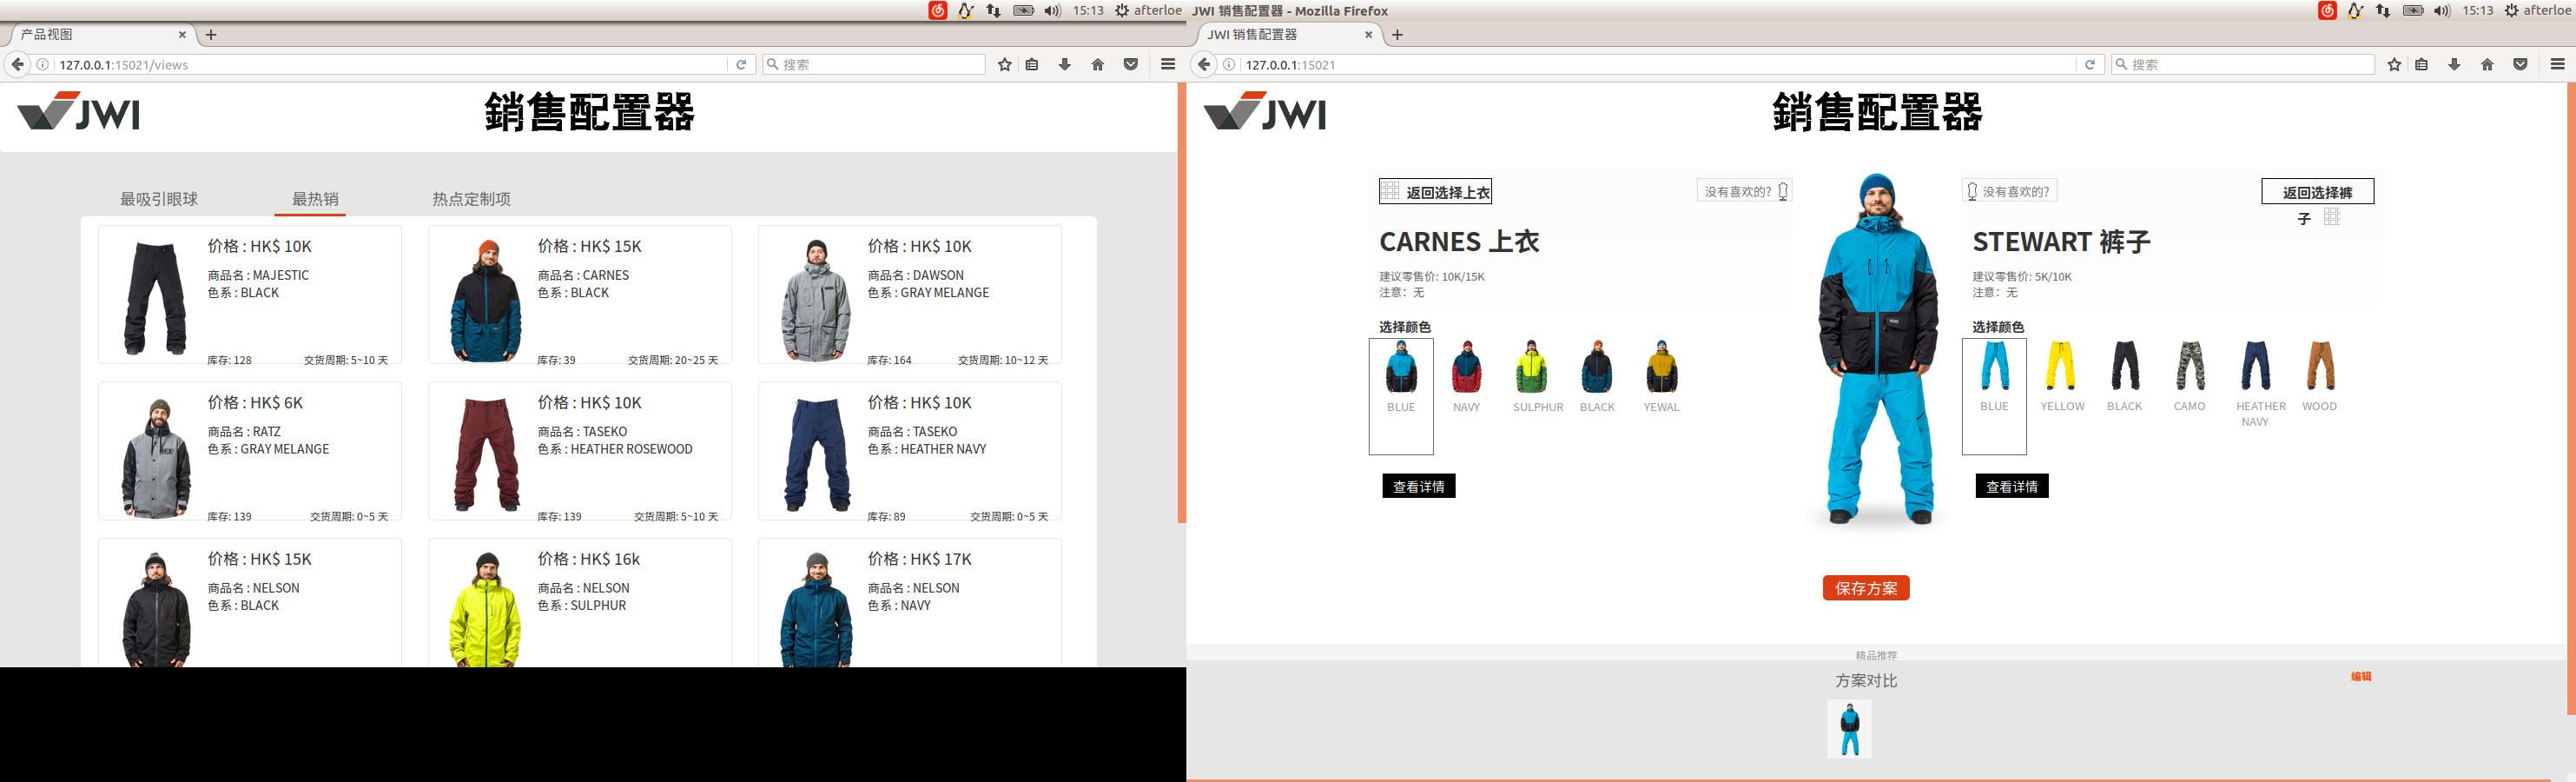 15:13 afterloe
产品视图
127.0.0.1:15021/views
搜索
JWI
銷售配置器
最吸引眼球 最热销 热点定制项
价格 : HK$ 10K
商品名 : MAJESTIC
色系 : BLACK
库存: 128 交货周期: 5~10 天
价格 : HK$ 15K
商品名 : CARNES
色系 : BLACK
库存: 39 交货周期: 20~25 天
价格 : HK$ 10K
商品名 : DAWSON
色系 : GRAY MELANGE
库存: 164 交货周期: 10~12 天
价格 : HK$ 6K
商品名 : RATZ
色系 : GRAY MELANGE
库存: 139 交货周期: 0~5 天
价格 : HK$ 10K
商品名 : TASEKO
色系 : HEATHER ROSEWOOD
库存: 139 交货周期: 5~10 天
价格 : HK$ 10K
商品名 : TASEKO
色系 : HEATHER NAVY
库存: 89 交货周期: 0~5 天
价格 : HK$ 15K
商品名 : NELSON
色系 : BLACK
价格 : HK$ 16k
商品名 : NELSON
色系 : SULPHUR
价格 : HK$ 17K
商品名 : NELSON
色系 : NAVY
JWI 销售配置器 - Mozilla Firefox
15:13 afterloe
JWI 销售配置器
127.0.0.1:15021
搜索
JWI
銷售配置器
返回选择上衣
没有喜欢的?
CARNES 上衣
建议零售价: 10K/15K
注意：无
选择颜色
BLUE NAVY SULPHUR BLACK YEWAL
查看详情
没有喜欢的?
返回选择裤
子
STEWART 裤子
建议零售价: 5K/10K
注意：无
选择颜色
BLUE YELLOW BLACK CAMO HEATHER WOOD
NAVY
查看详情
保存方案
精品推荐
方案对比
编辑